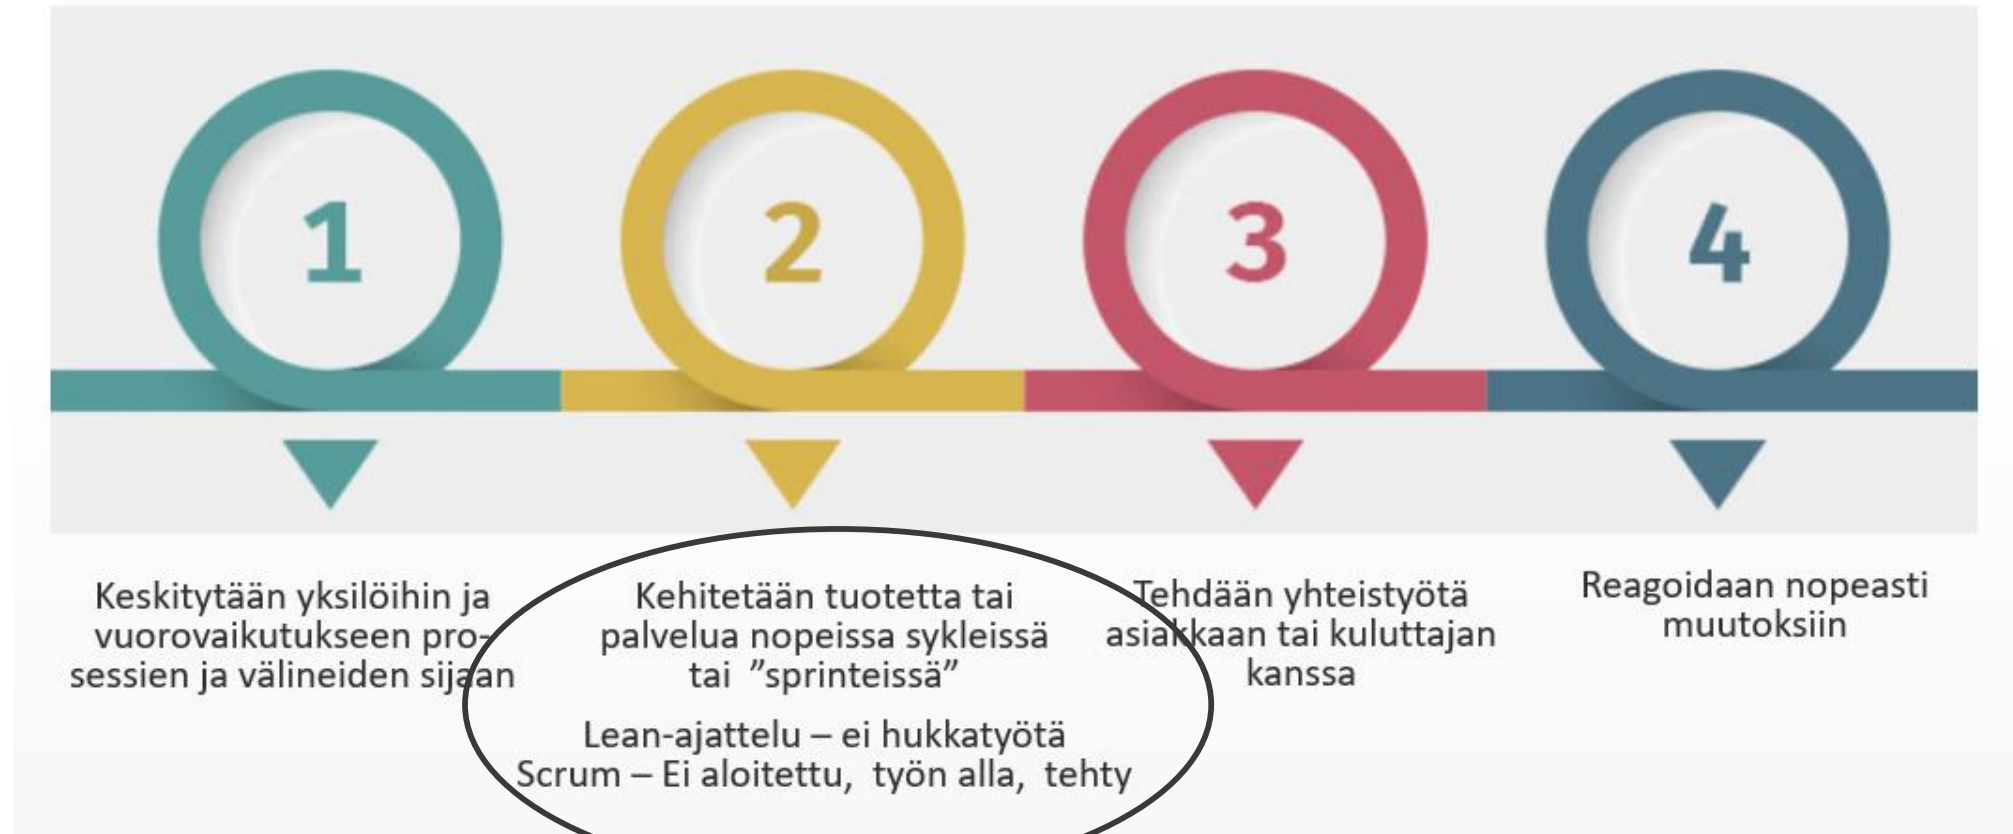 1
2
3
4
Keskitytään yksilöihin ja
vuorovaikutukseen pro-
sessien ja välineiden sijaan
Kehitetään tuotetta tai
palvelua nopeissa sykleissä
tai ”sprinteissä”
Lean-ajattelu – ei hukkatyötä
Scrum – Ei aloitettu, työn alla, tehty
Tehdään yhteistyötä
asiakkaan tai kuluttajan
kanssa
Reagoidaan nopeasti
muutoksiin